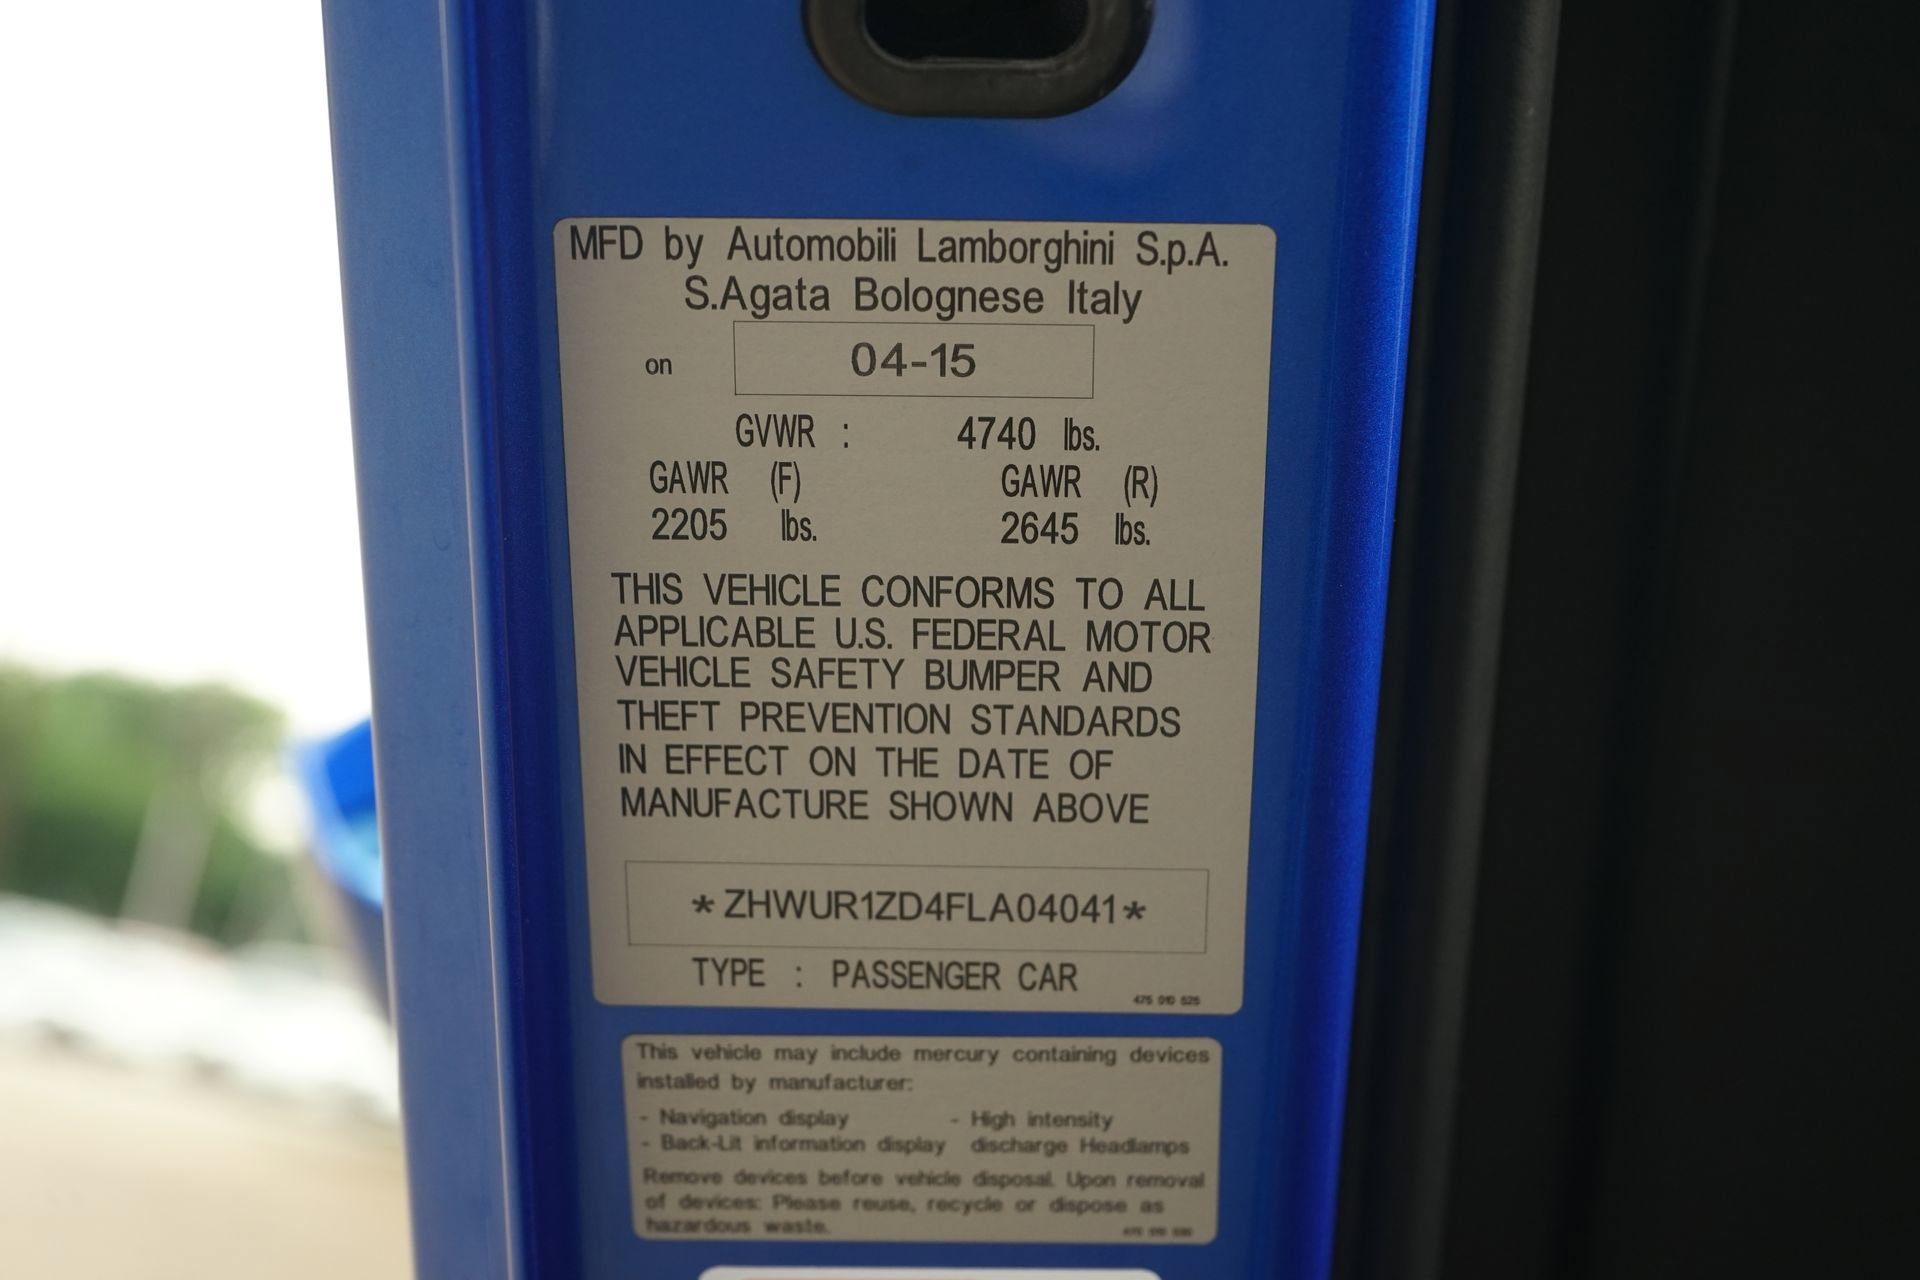 MFD by Automobili Lamborghini S.p.A.
S.Agata Bolognese Italy
on 04-15
GVWR : 4740 lbs.
GAWR (F) GAWR (R)
2205 lbs. 2645 lbs.
THIS VEHICLE CONFORMS TO ALL
APPLICABLE U.S. FEDERAL MOTOR
VEHICLE SAFETY BUMPER AND
THEFT PREVENTION STANDARDS
IN EFFECT ON THE DATE OF
MANUFACTURE SHOWN ABOVE
*ZHWUR1ZD4FLA04041*
TYPE : PASSENGER CAR
475 010 525
This vehicle may include mercury containing devices
installed by manufacturer:
- Navigation display - High intensity
- Back-Lit information display discharge Headlamps
Remove devices before vehicle disposal. Upon removal
of devices: Please reuse, recycle or dispose as
hazardous waste.